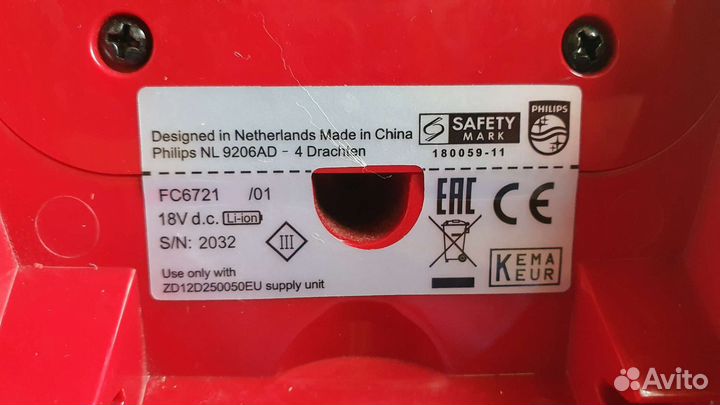 Designed in Netherlands Made in China
Philips NL 9206AD - 4 Drachten
SAFETY
MARK
180059-11
PHILIPS
FC6721 /01
18V d.c. Li-ion
S/N: 2032
III
Use only with
ZD12D250050EU supply unit
EAC
CE
KEMA
EUR
Avito